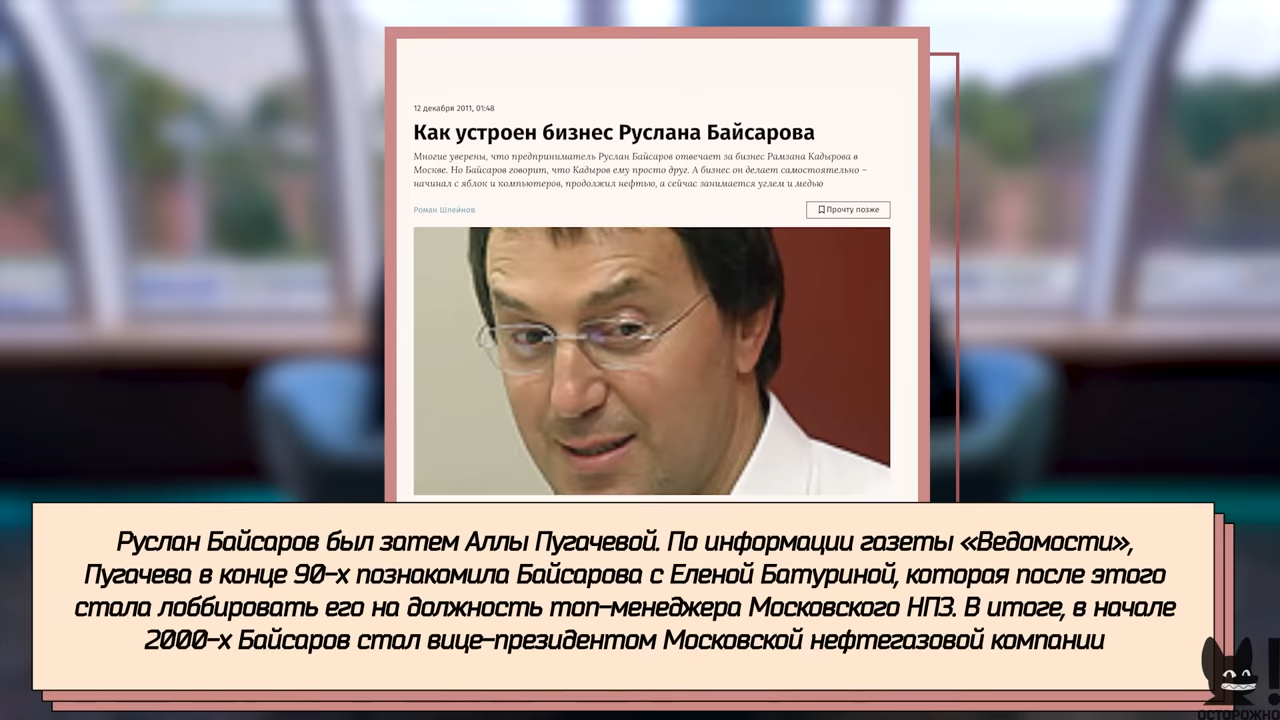 12 декабря 2011, 01:48
Как устроен бизнес Руслана Байсарова
Многие уверены, что предприниматель Руслан Байсаров отвечает за бизнес Рамзана Кадырова в
Москве. Но Байсаров говорит, что Кадыров ему просто друг. А бизнес он делает самостоятельно –
начинал с яблок и компьютеров, продолжил нефтью, а сейчас занимается углем и медью
Роман Шлейнов
Прочту позже
Руслан Байсаров был зятем Аллы Пугачевой. По информации газеты «Ведомости»,
Пугачева в конце 90-х познакомила Байсарова с Еленой Батуриной, которая после этого
стала лоббировать его на должность топ-менеджера Московского НПЗ. В итоге, в начале
2000-х Байсаров стал вице-президентом Московской нефтегазовой компании
ОСТОРОЖНО